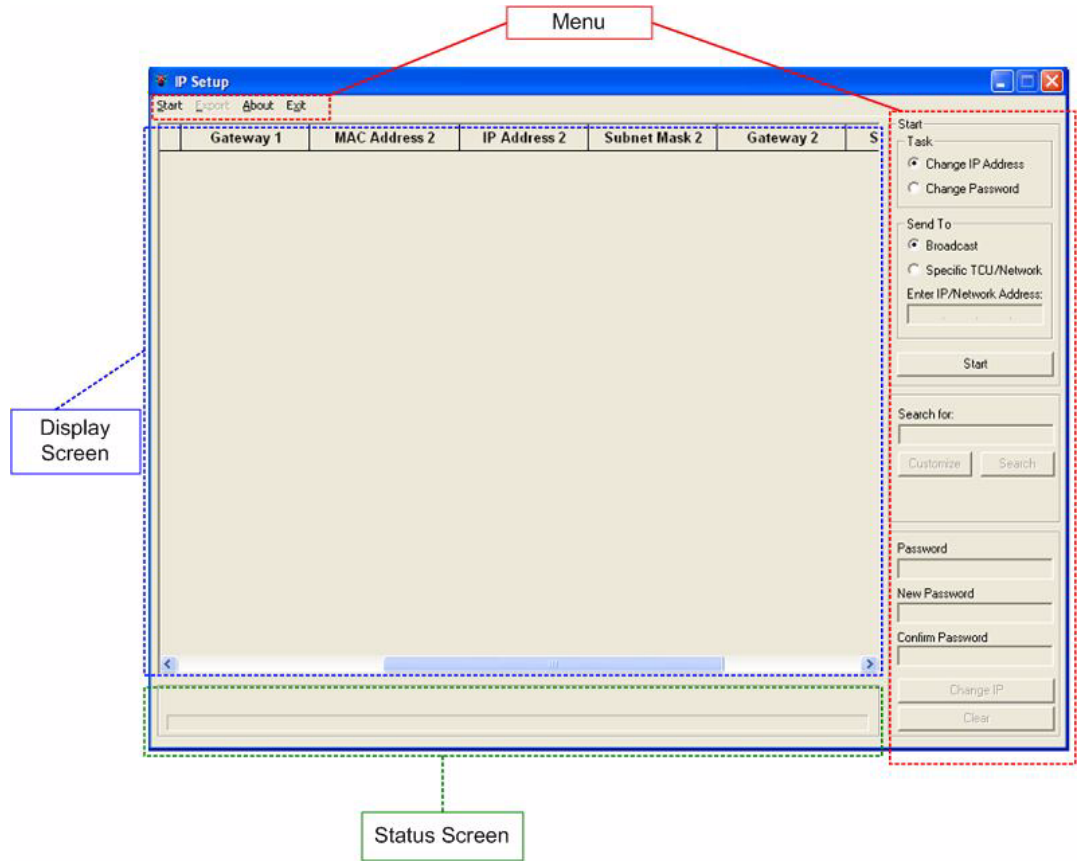 Menu
IP Setup
Start Export About Exit
Gateway 1 MAC Address 2 IP Address 2 Subnet Mask 2 Gateway 2 S
Start
Task
Change IP Address
Change Password
Send To
Broadcast
Specific TCU/Network
Enter IP/Network Address:
Start
Display
Screen
Search for:
Customize Search
Password
New Password
Confirm Password
Change IP
Clear
Status Screen